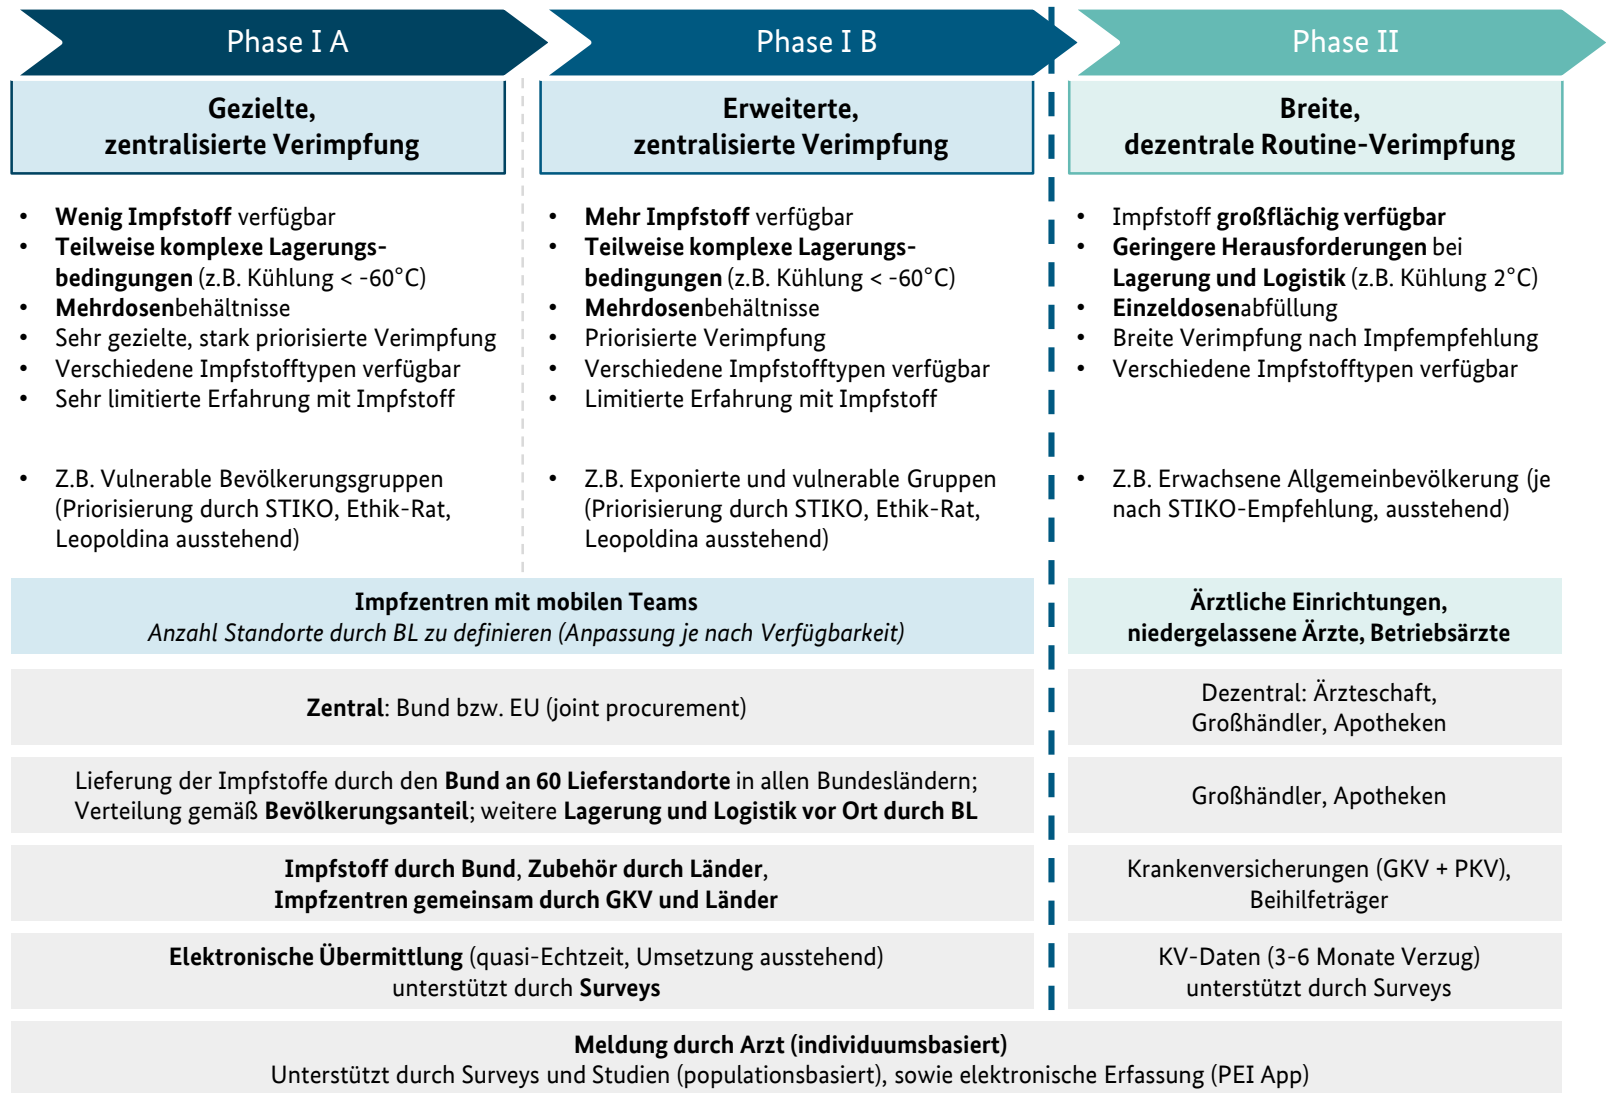 Phase I A
Gezielte,
zentralisierte Verimpfung
• Wenig Impfstoff verfügbar
• Teilweise komplexe Lagerungs-
bedingungen (z.B. Kühlung < -60°C)
• Mehrdosenbehältnisse
• Sehr gezielte, stark priorisierte Verimpfung
• Verschiedene Impfstofftypen verfügbar
• Sehr limitierte Erfahrung mit Impfstoff
• Z.B. Vulnerable Bevölkerungsgruppen
(Priorisierung durch STIKO, Ethik-Rat,
Leopoldina ausstehend)
Phase I B
Erweiterte,
zentralisierte Verimpfung
• Mehr Impfstoff verfügbar
• Teilweise komplexe Lagerungs-
bedingungen (z.B. Kühlung < -60°C)
• Mehrdosenbehältnisse
• Priorisierte Verimpfung
• Verschiedene Impfstofftypen verfügbar
• Limitierte Erfahrung mit Impfstoff
• Z.B. Exponierte und vulnerable Gruppen
(Priorisierung durch STIKO, Ethik-Rat,
Leopoldina ausstehend)
Phase II
Breite,
dezentrale Routine-Verimpfung
• Impfstoff großflächig verfügbar
• Geringere Herausforderungen bei
Lagerung und Logistik (z.B. Kühlung 2°C)
• Einzeldosenabfüllung
• Breite Verimpfung nach Impfempfehlung
• Verschiedene Impfstofftypen verfügbar
• Z.B. Erwachsene Allgemeinbevölkerung (je
nach STIKO-Empfehlung, ausstehend)
Impfzentren mit mobilen Teams
Anzahl Standorte durch BL zu definieren (Anpassung je nach Verfügbarkeit)
Ärztliche Einrichtungen,
niedergelassene Ärzte, Betriebsärzte
Zentral: Bund bzw. EU (joint procurement)
Dezentral: Ärzteschaft,
Großhändler, Apotheken
Lieferung der Impfstoffe durch den Bund an 60 Lieferstandorte in allen Bundesländern;
Verteilung gemäß Bevölkerungsanteil; weitere Lagerung und Logistik vor Ort durch BL
Großhändler, Apotheken
Impfstoff durch Bund, Zubehör durch Länder,
Impfzentren gemeinsam durch GKV und Länder
Krankenversicherungen (GKV + PKV),
Beihilfeträger
Elektronische Übermittlung (quasi-Echtzeit, Umsetzung ausstehend)
unterstützt durch Surveys
KV-Daten (3-6 Monate Verzug)
unterstützt durch Surveys
Meldung durch Arzt (individuumsbasiert)
Unterstützt durch Surveys und Studien (populationsbasiert), sowie elektronische Erfassung (PEI App)